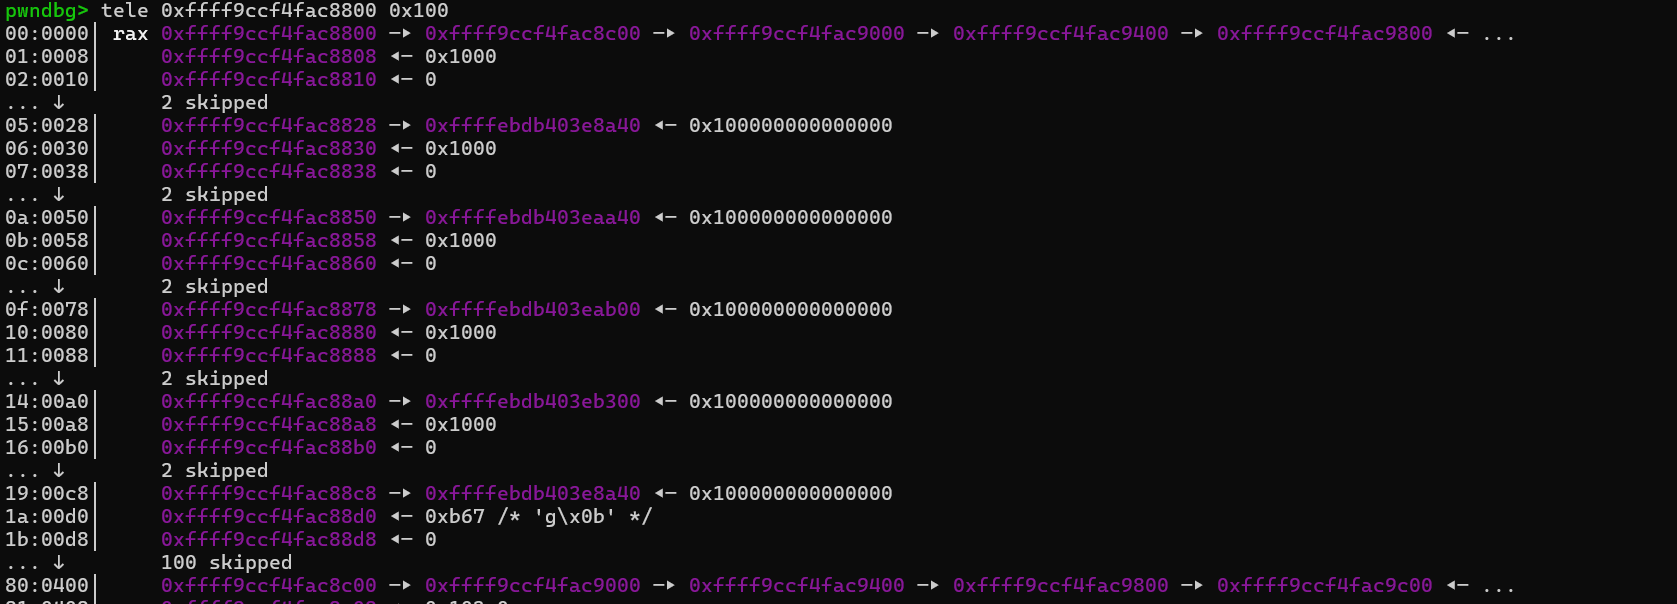 pwndbg> tele 0xffff9ccf4fac8800 0x100
00:0000│ rax 0xffff9ccf4fac8800 —▸ 0xffff9ccf4fac8c00 —▸ 0xffff9ccf4fac9000 —▸ 0xffff9ccf4fac9400 —▸ 0xffff9ccf4fac9800 ◂— ...
01:0008│     0xffff9ccf4fac8808 ◂— 0x1000
02:0010│     0xffff9ccf4fac8810 ◂— 0
... ↓        2 skipped
05:0028│     0xffff9ccf4fac8828 —▸ 0xffffebdb403e8a40 ◂— 0x100000000000000
06:0030│     0xffff9ccf4fac8830 ◂— 0x1000
07:0038│     0xffff9ccf4fac8838 ◂— 0
... ↓        2 skipped
0a:0050│     0xffff9ccf4fac8850 —▸ 0xffffebdb403eaa40 ◂— 0x100000000000000
0b:0058│     0xffff9ccf4fac8858 ◂— 0x1000
0c:0060│     0xffff9ccf4fac8860 ◂— 0
... ↓        2 skipped
0f:0078│     0xffff9ccf4fac8878 —▸ 0xffffebdb403eab00 ◂— 0x100000000000000
10:0080│     0xffff9ccf4fac8880 ◂— 0x1000
11:0088│     0xffff9ccf4fac8888 ◂— 0
... ↓        2 skipped
14:00a0│     0xffff9ccf4fac88a0 —▸ 0xffffebdb403eb300 ◂— 0x100000000000000
15:00a8│     0xffff9ccf4fac88a8 ◂— 0x1000
16:00b0│     0xffff9ccf4fac88b0 ◂— 0
... ↓        2 skipped
19:00c8│     0xffff9ccf4fac88c8 —▸ 0xffffebdb403e8a40 ◂— 0x100000000000000
1a:00d0│     0xffff9ccf4fac88d0 ◂— 0xb67 /* 'g\x0b' */
1b:00d8│     0xffff9ccf4fac88d8 ◂— 0
... ↓        100 skipped
80:0400│     0xffff9ccf4fac8c00 —▸ 0xffff9ccf4fac9000 —▸ 0xffff9ccf4fac9400 —▸ 0xffff9ccf4fac9800 —▸ 0xffff9ccf4fac9c00 ◂— ...